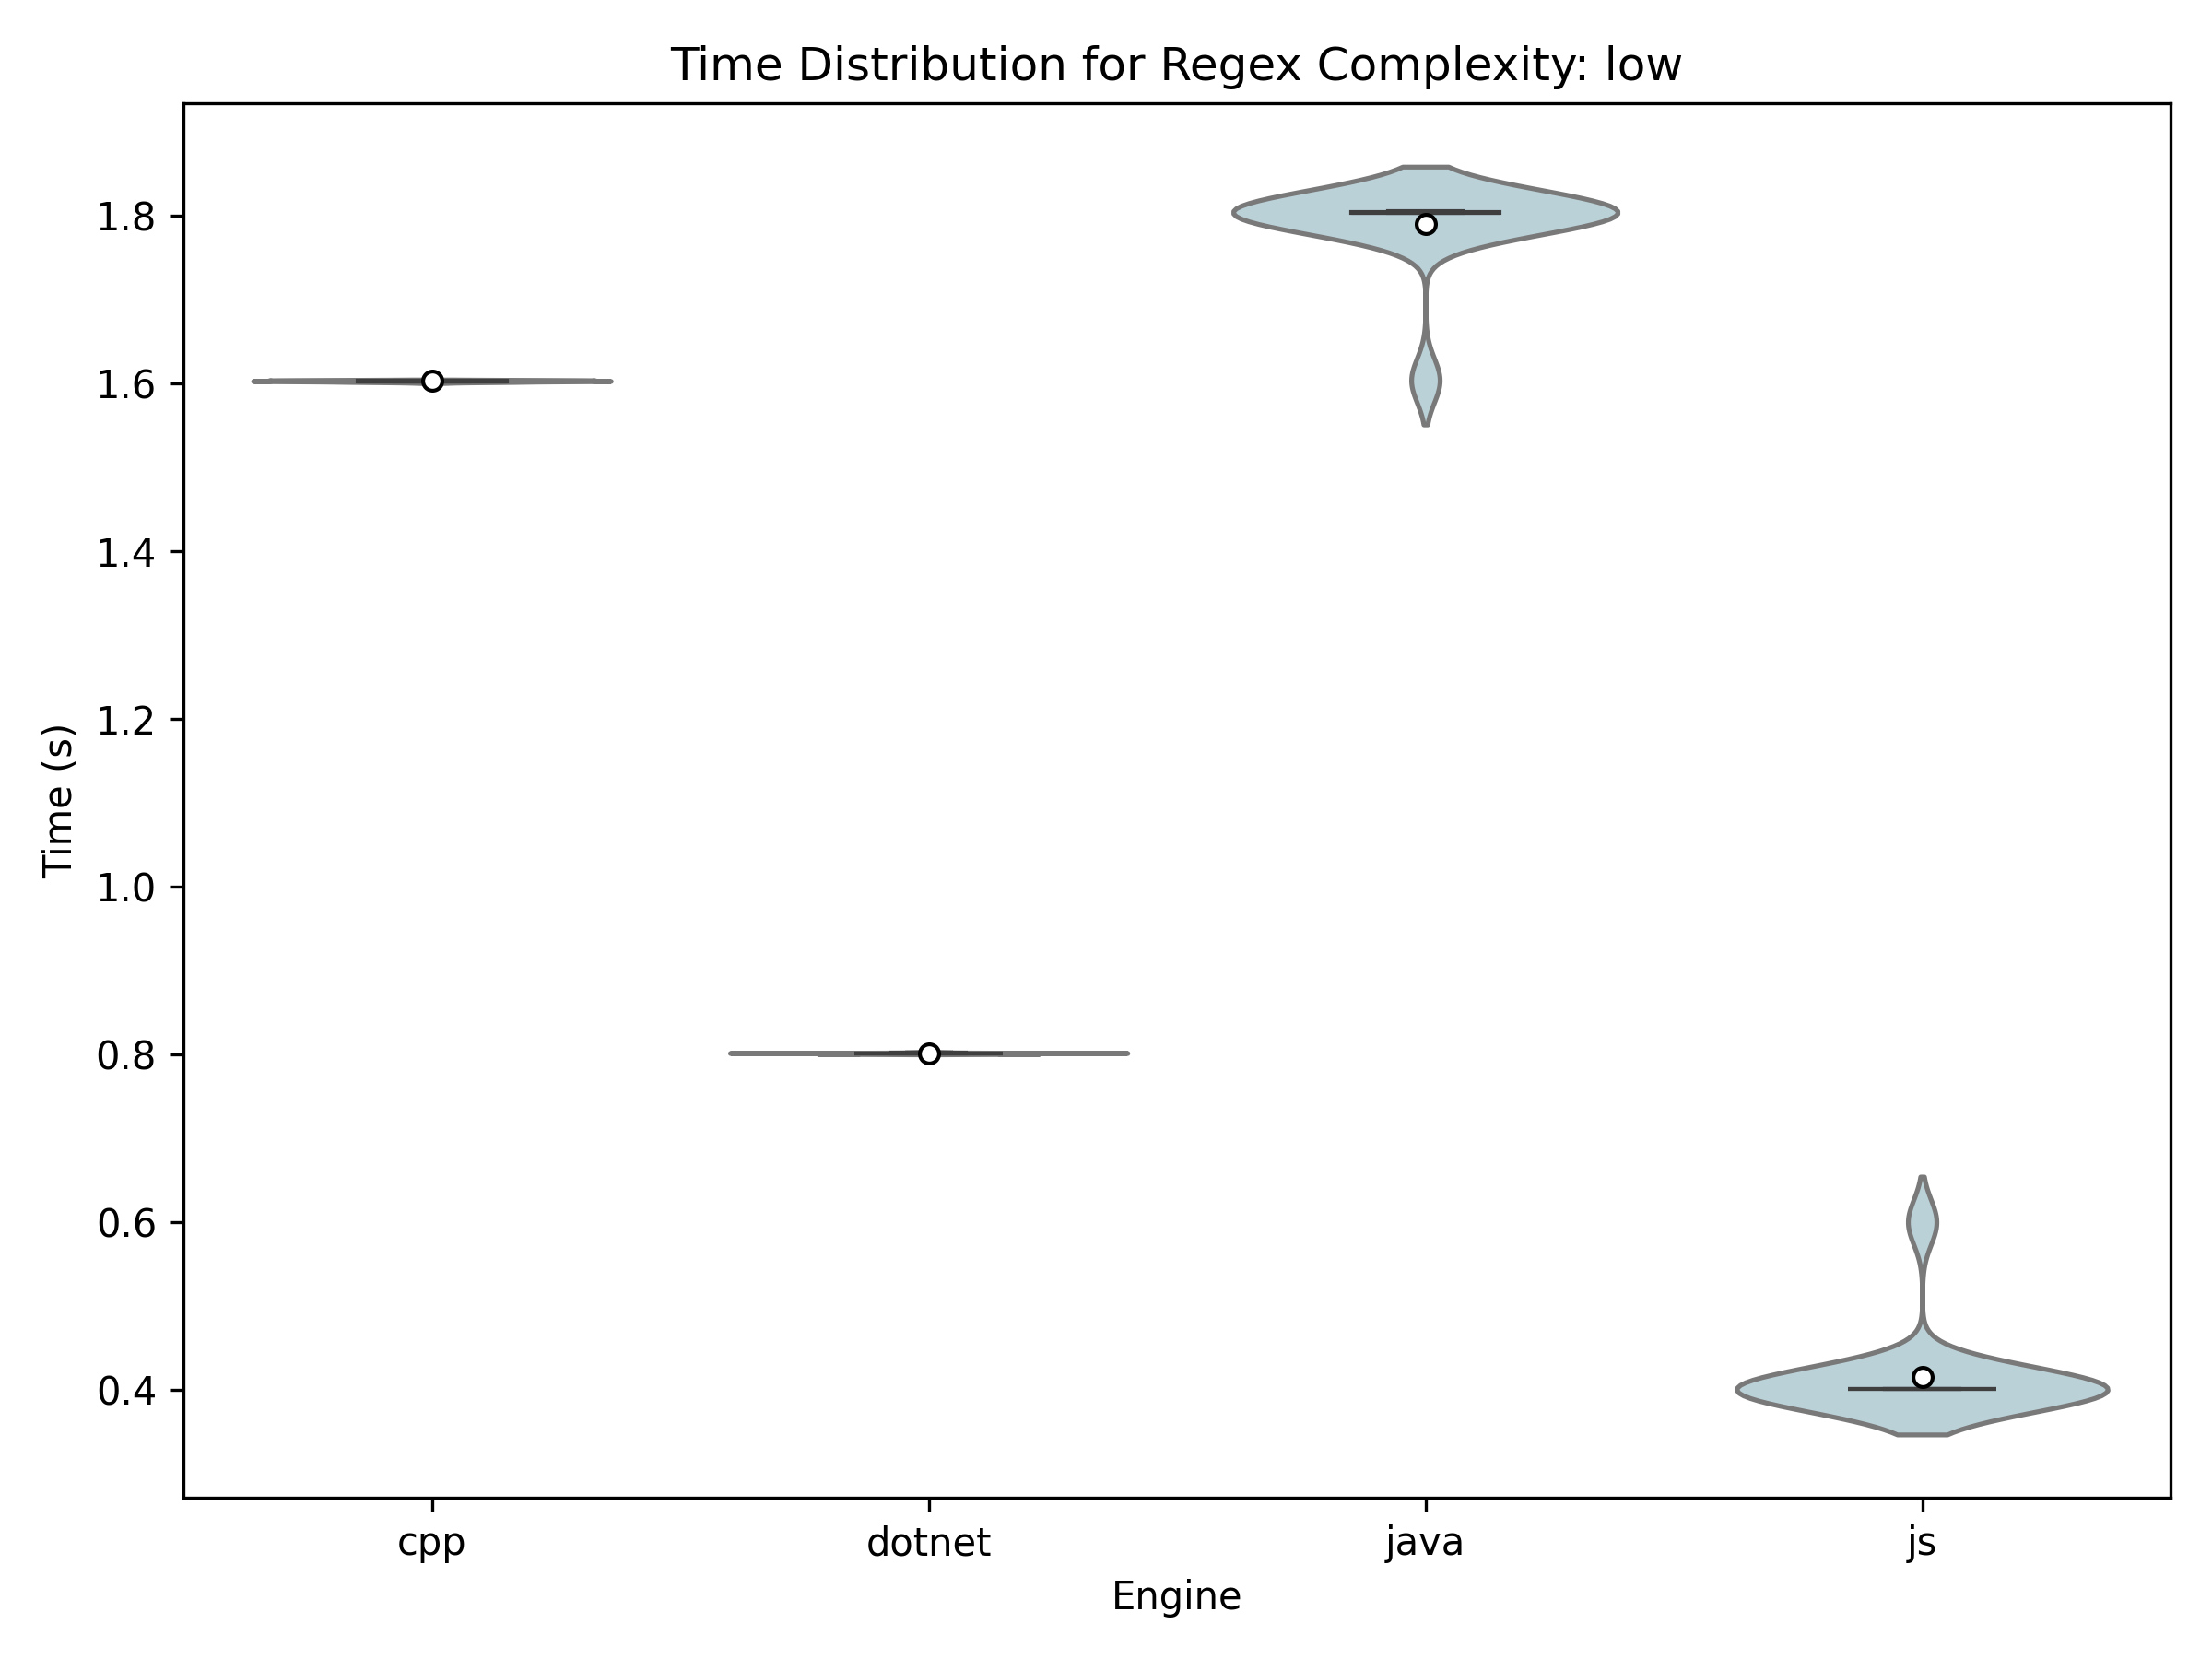 Time Distribution for Regex Complexity: low
Time (s)
1.8
1.6
1.4
1.2
1.0
0.8
0.6
0.4
cpp
dotnet
java
js
Engine